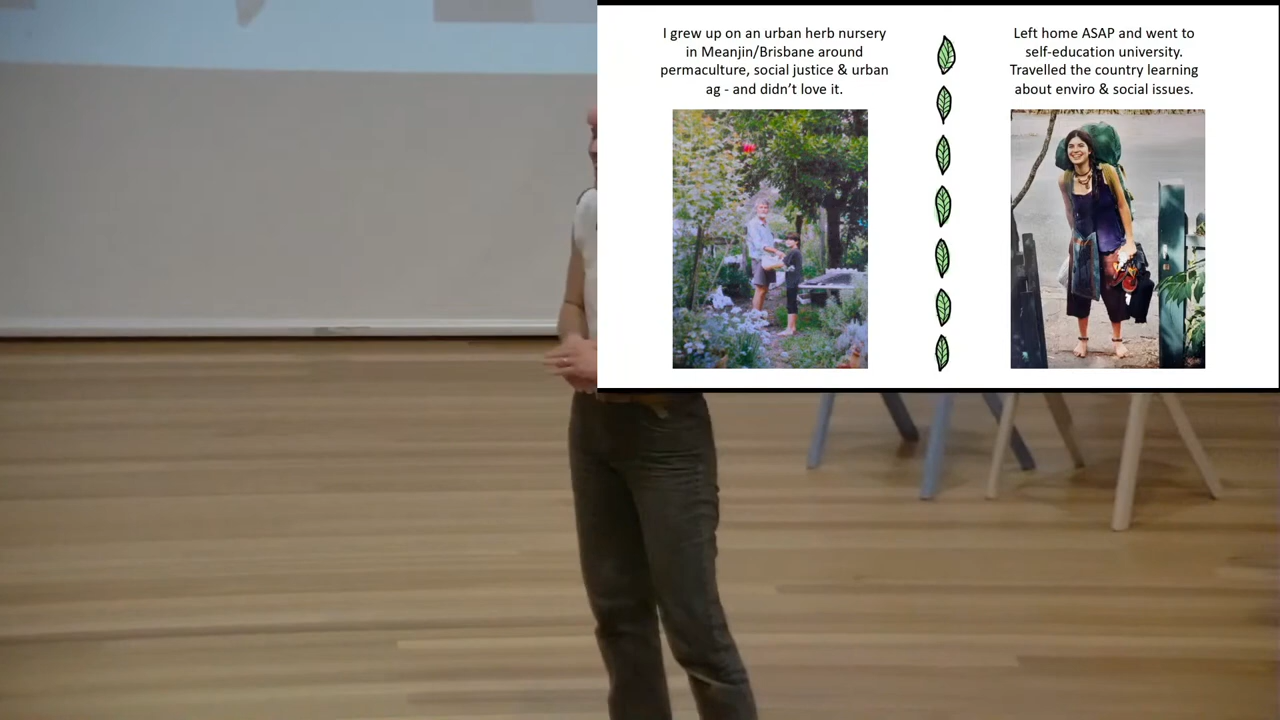 I grew up on an urban herb nursery
in Meanjin/Brisbane around
permaculture, social justice & urban
ag - and didn’t love it.
Left home ASAP and went to
self-education university.
Travelled the country learning
about enviro & social issues.